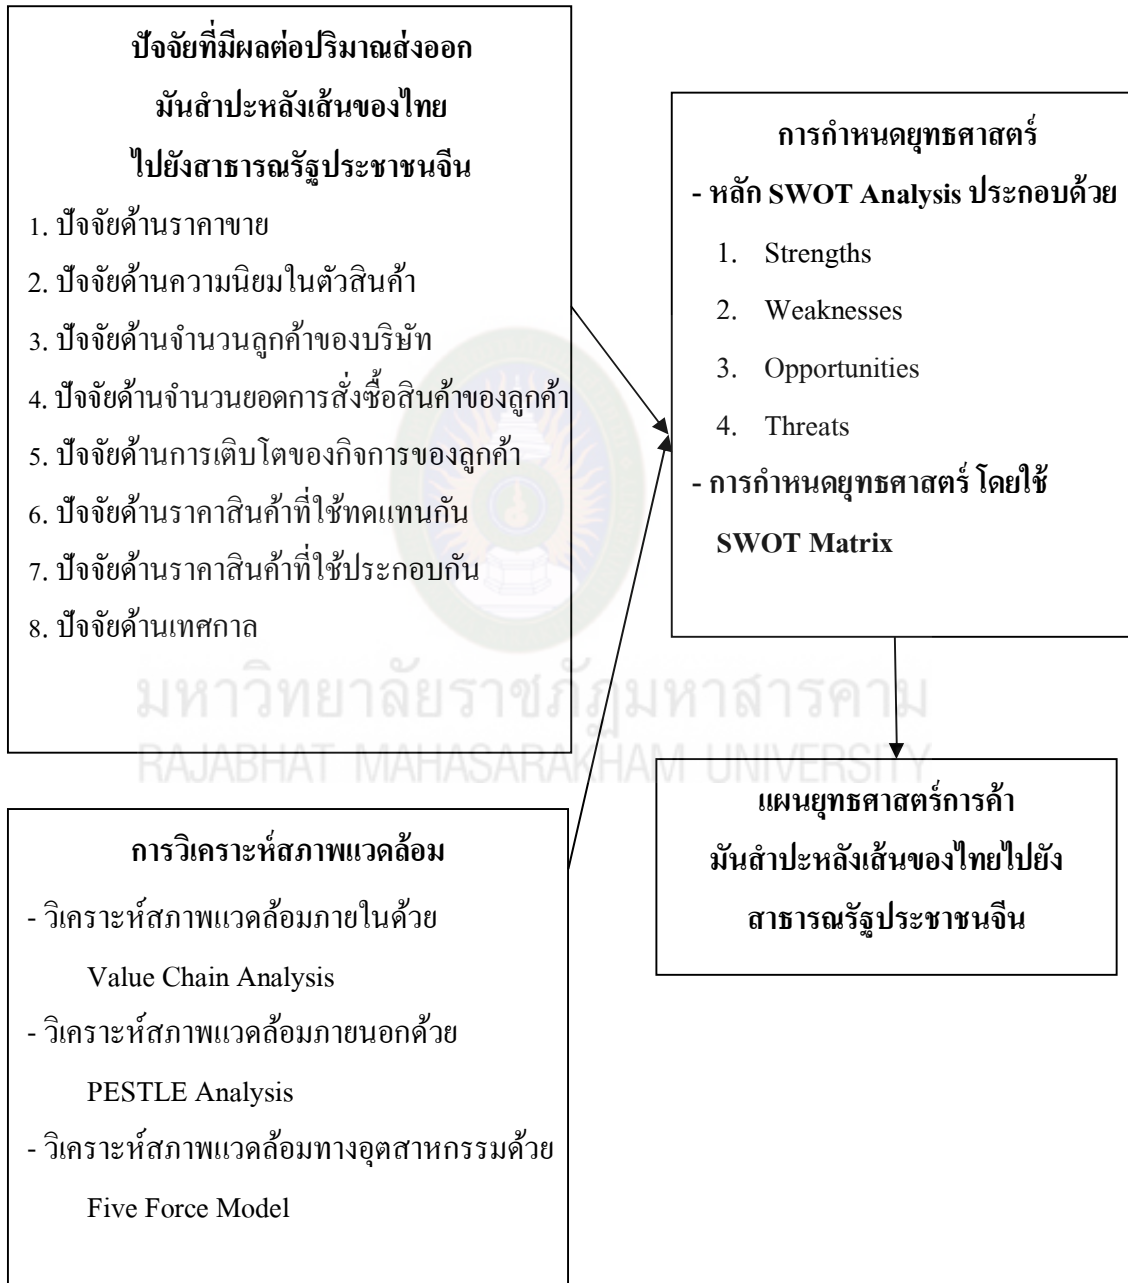 ปัจจัยที่มีผลต่อปริมาณส่งออก
มันสำปะหลังเส้นของไทย
ไปยังสาธารณรัฐประชาชนจีน
1. ปัจจัยด้านราคาขาย
2. ปัจจัยด้านความนิยมในตัวสินค้า
3. ปัจจัยด้านจำนวนลูกค้าของบริษัท
4. ปัจจัยด้านจำนวนยอดการสั่งซื้อสินค้าของลูกค้า
5. ปัจจัยด้านการเติบโตของกิจการของลูกค้า
6. ปัจจัยด้านราคาสินค้าที่ใช้ทดแทนกัน
7. ปัจจัยด้านราคาสินค้าที่ใช้ประกอบกัน
8. ปัจจัยด้านเทศกาล
การกำหนดยุทธศาสตร์
- หลัก SWOT Analysis ประกอบด้วย
1. Strengths
2. Weaknesses
3. Opportunities
4. Threats
- การกำหนดยุทธศาสตร์ โดยใช้
SWOT Matrix
มหาวิทยาลัยราชภัฏมหาสารคาม
RAJABHAT MAHASARAKHAM UNIVERSITY
แผนยุทธศาสตร์การค้า
มันสำปะหลังเส้นของไทยไปยัง
สาธารณรัฐประชาชนจีน
การวิเคราะห์สภาพแวดล้อม
- วิเคราะห์สภาพแวดล้อมภายในด้วย
Value Chain Analysis
- วิเคราะห์สภาพแวดล้อมภายนอกด้วย
PESTLE Analysis
- วิเคราะห์สภาพแวดล้อมทางอุตสาหกรรมด้วย
Five Force Model